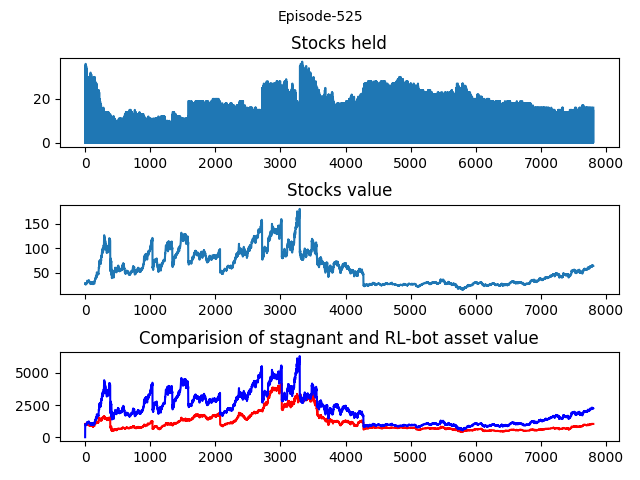 Episode-525
Stocks held
20
0
0 1000 2000 3000 4000 5000 6000 7000 8000
Stocks value
150
100
50
0 1000 2000 3000 4000 5000 6000 7000 8000
Comparision of stagnant and RL-bot asset value
5000
2500
0
0 1000 2000 3000 4000 5000 6000 7000 8000